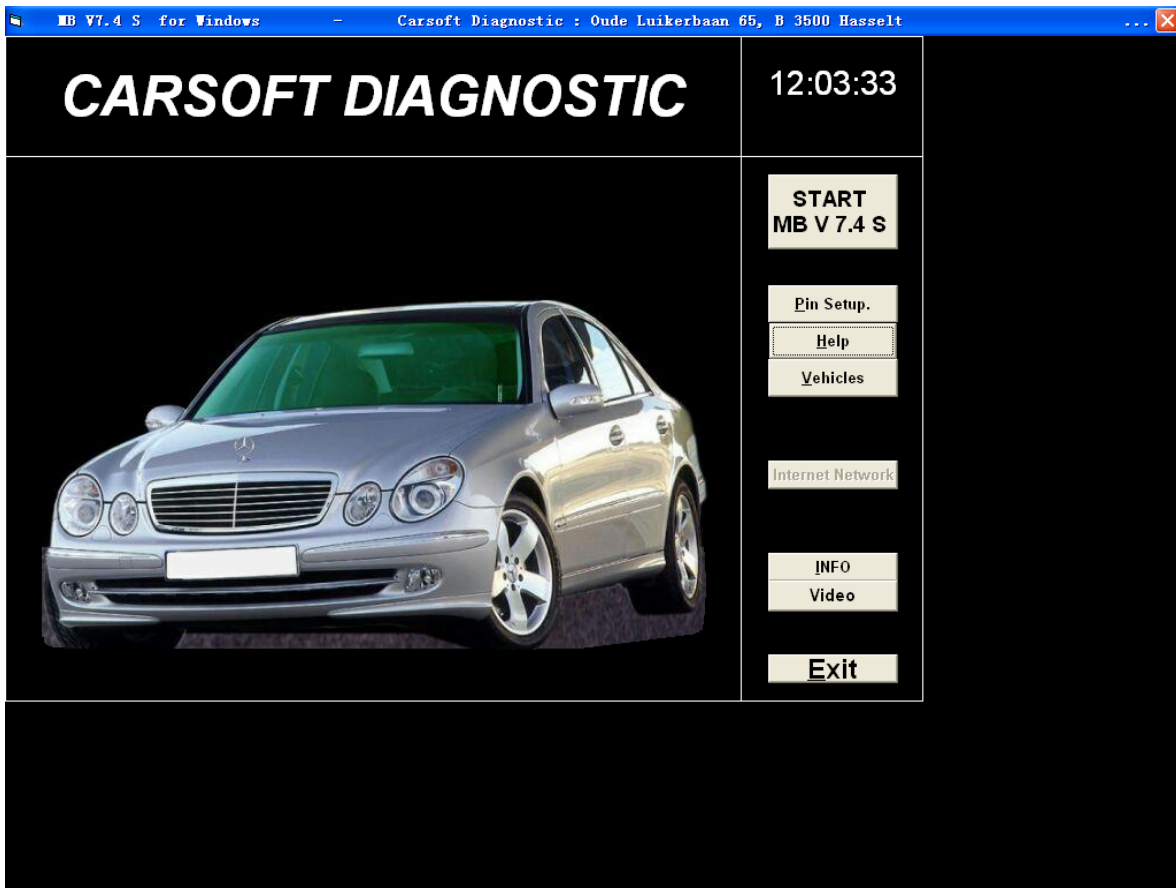 MB V7.4 S for Windows - Carsoft Diagnostic : Oude Luikerbaan 65, B 3500 Hasselt ...
CARSOFT DIAGNOSTIC
12:03:33
START
MB V 7.4 S
Pin Setup.
Help
Vehicles
Internet Network
INFO
Video
Exit